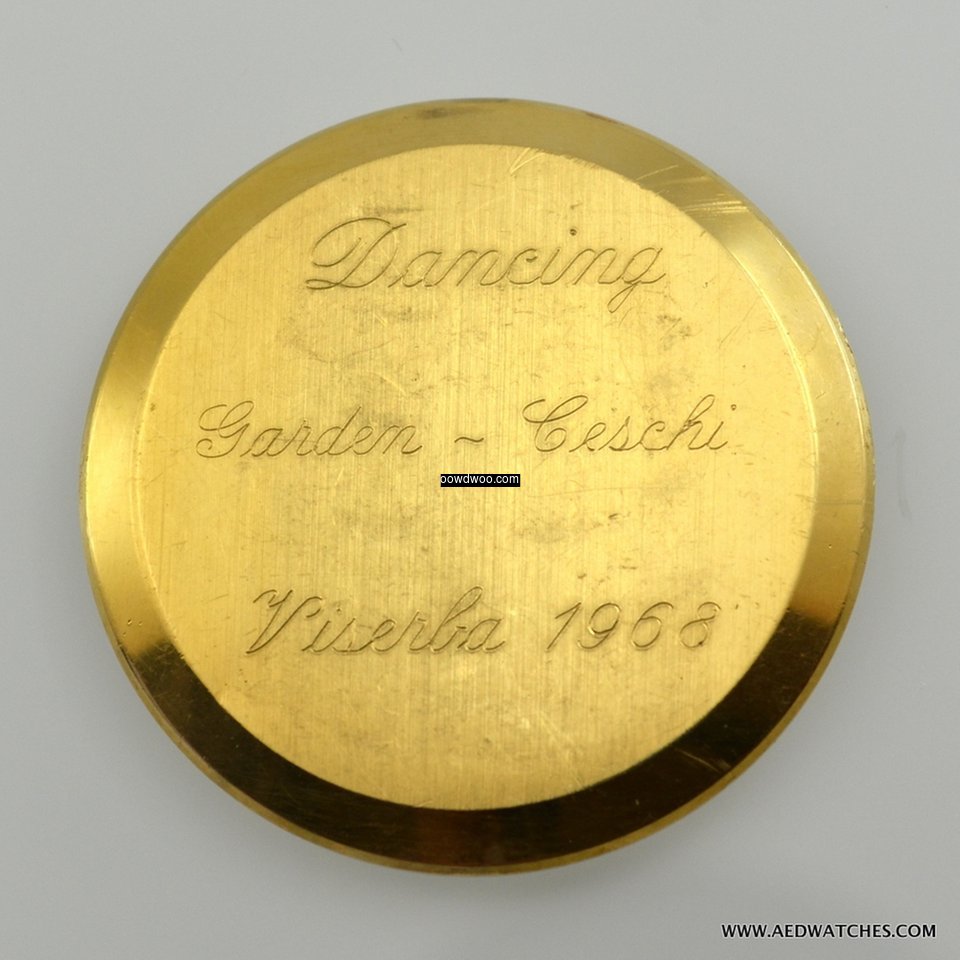 Dancing
Garden ~ Ceschi
oowdwoo.com
Viserba 1968
WWW.AEDWATCHES.COM